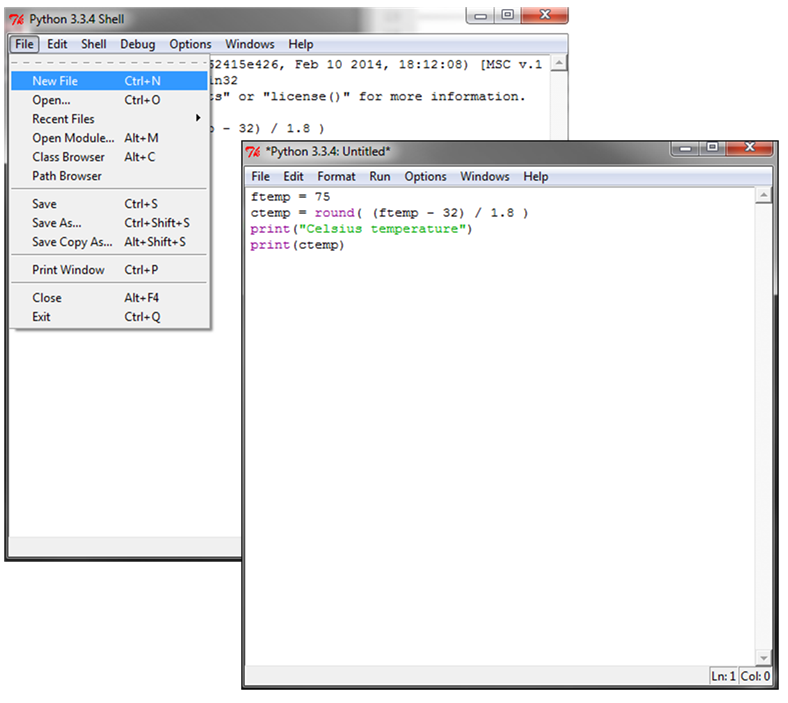 Python 3.3.4 Shell
File Edit Shell Debug Options Windows Help
52415e426, Feb 10 2014, 18:12:08) [MSC v.1
in32
" or "license()" for more information.
- 32) / 1.8 )
New File Ctrl+N
Open... Ctrl+O
Recent Files
Open Module... Alt+M
Class Browser Alt+C
Path Browser
Save Ctrl+S
Save As... Ctrl+Shift+S
Save Copy As... Alt+Shift+S
Print Window Ctrl+P
Close Alt+F4
Exit Ctrl+Q
*Python 3.3.4: Untitled*
File Edit Format Run Options Windows Help
ftemp = 75
ctemp = round( (ftemp - 32) / 1.8 )
print("Celsius temperature")
print(ctemp)
Ln: 1 Col: 0